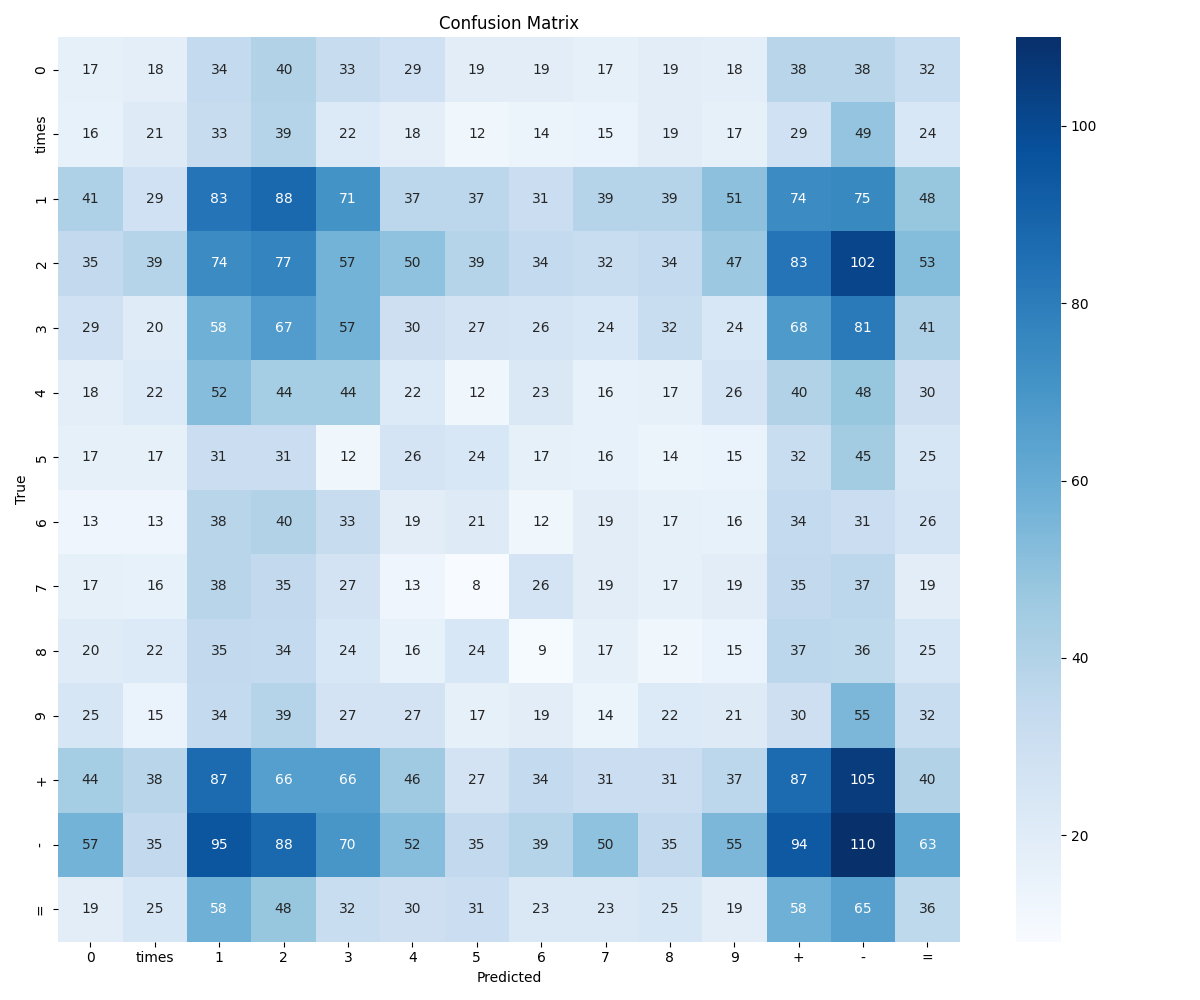 Confusion Matrix
0 17 18 34 40 33 29 19 19 17 19 18 38 38 32
times 16 21 33 39 22 18 12 14 15 19 17 29 49 24
1 41 29 83 88 71 37 37 31 39 39 51 74 75 48
2 35 39 74 77 57 50 39 34 32 34 47 83 102 53
3 29 20 58 67 57 30 27 26 24 32 24 68 81 41
4 18 22 52 44 44 22 12 23 16 17 26 40 48 30
5 17 17 31 31 12 26 24 17 16 14 15 32 45 25
6 13 13 38 40 33 19 21 12 19 17 16 34 31 26
7 17 16 38 35 27 13 8 26 19 17 19 35 37 19
8 20 22 35 34 24 16 24 9 17 12 15 37 36 25
9 25 15 34 39 27 27 17 19 14 22 21 30 55 32
+ 44 38 87 66 66 46 27 34 31 31 37 87 105 40
- 57 35 95 88 70 52 35 39 50 35 55 94 110 63
= 19 25 58 48 32 30 31 23 23 25 19 58 65 36
0 times 1 2 3 4 5 6 7 8 9 + - =
Predicted
True
100
80
60
40
20